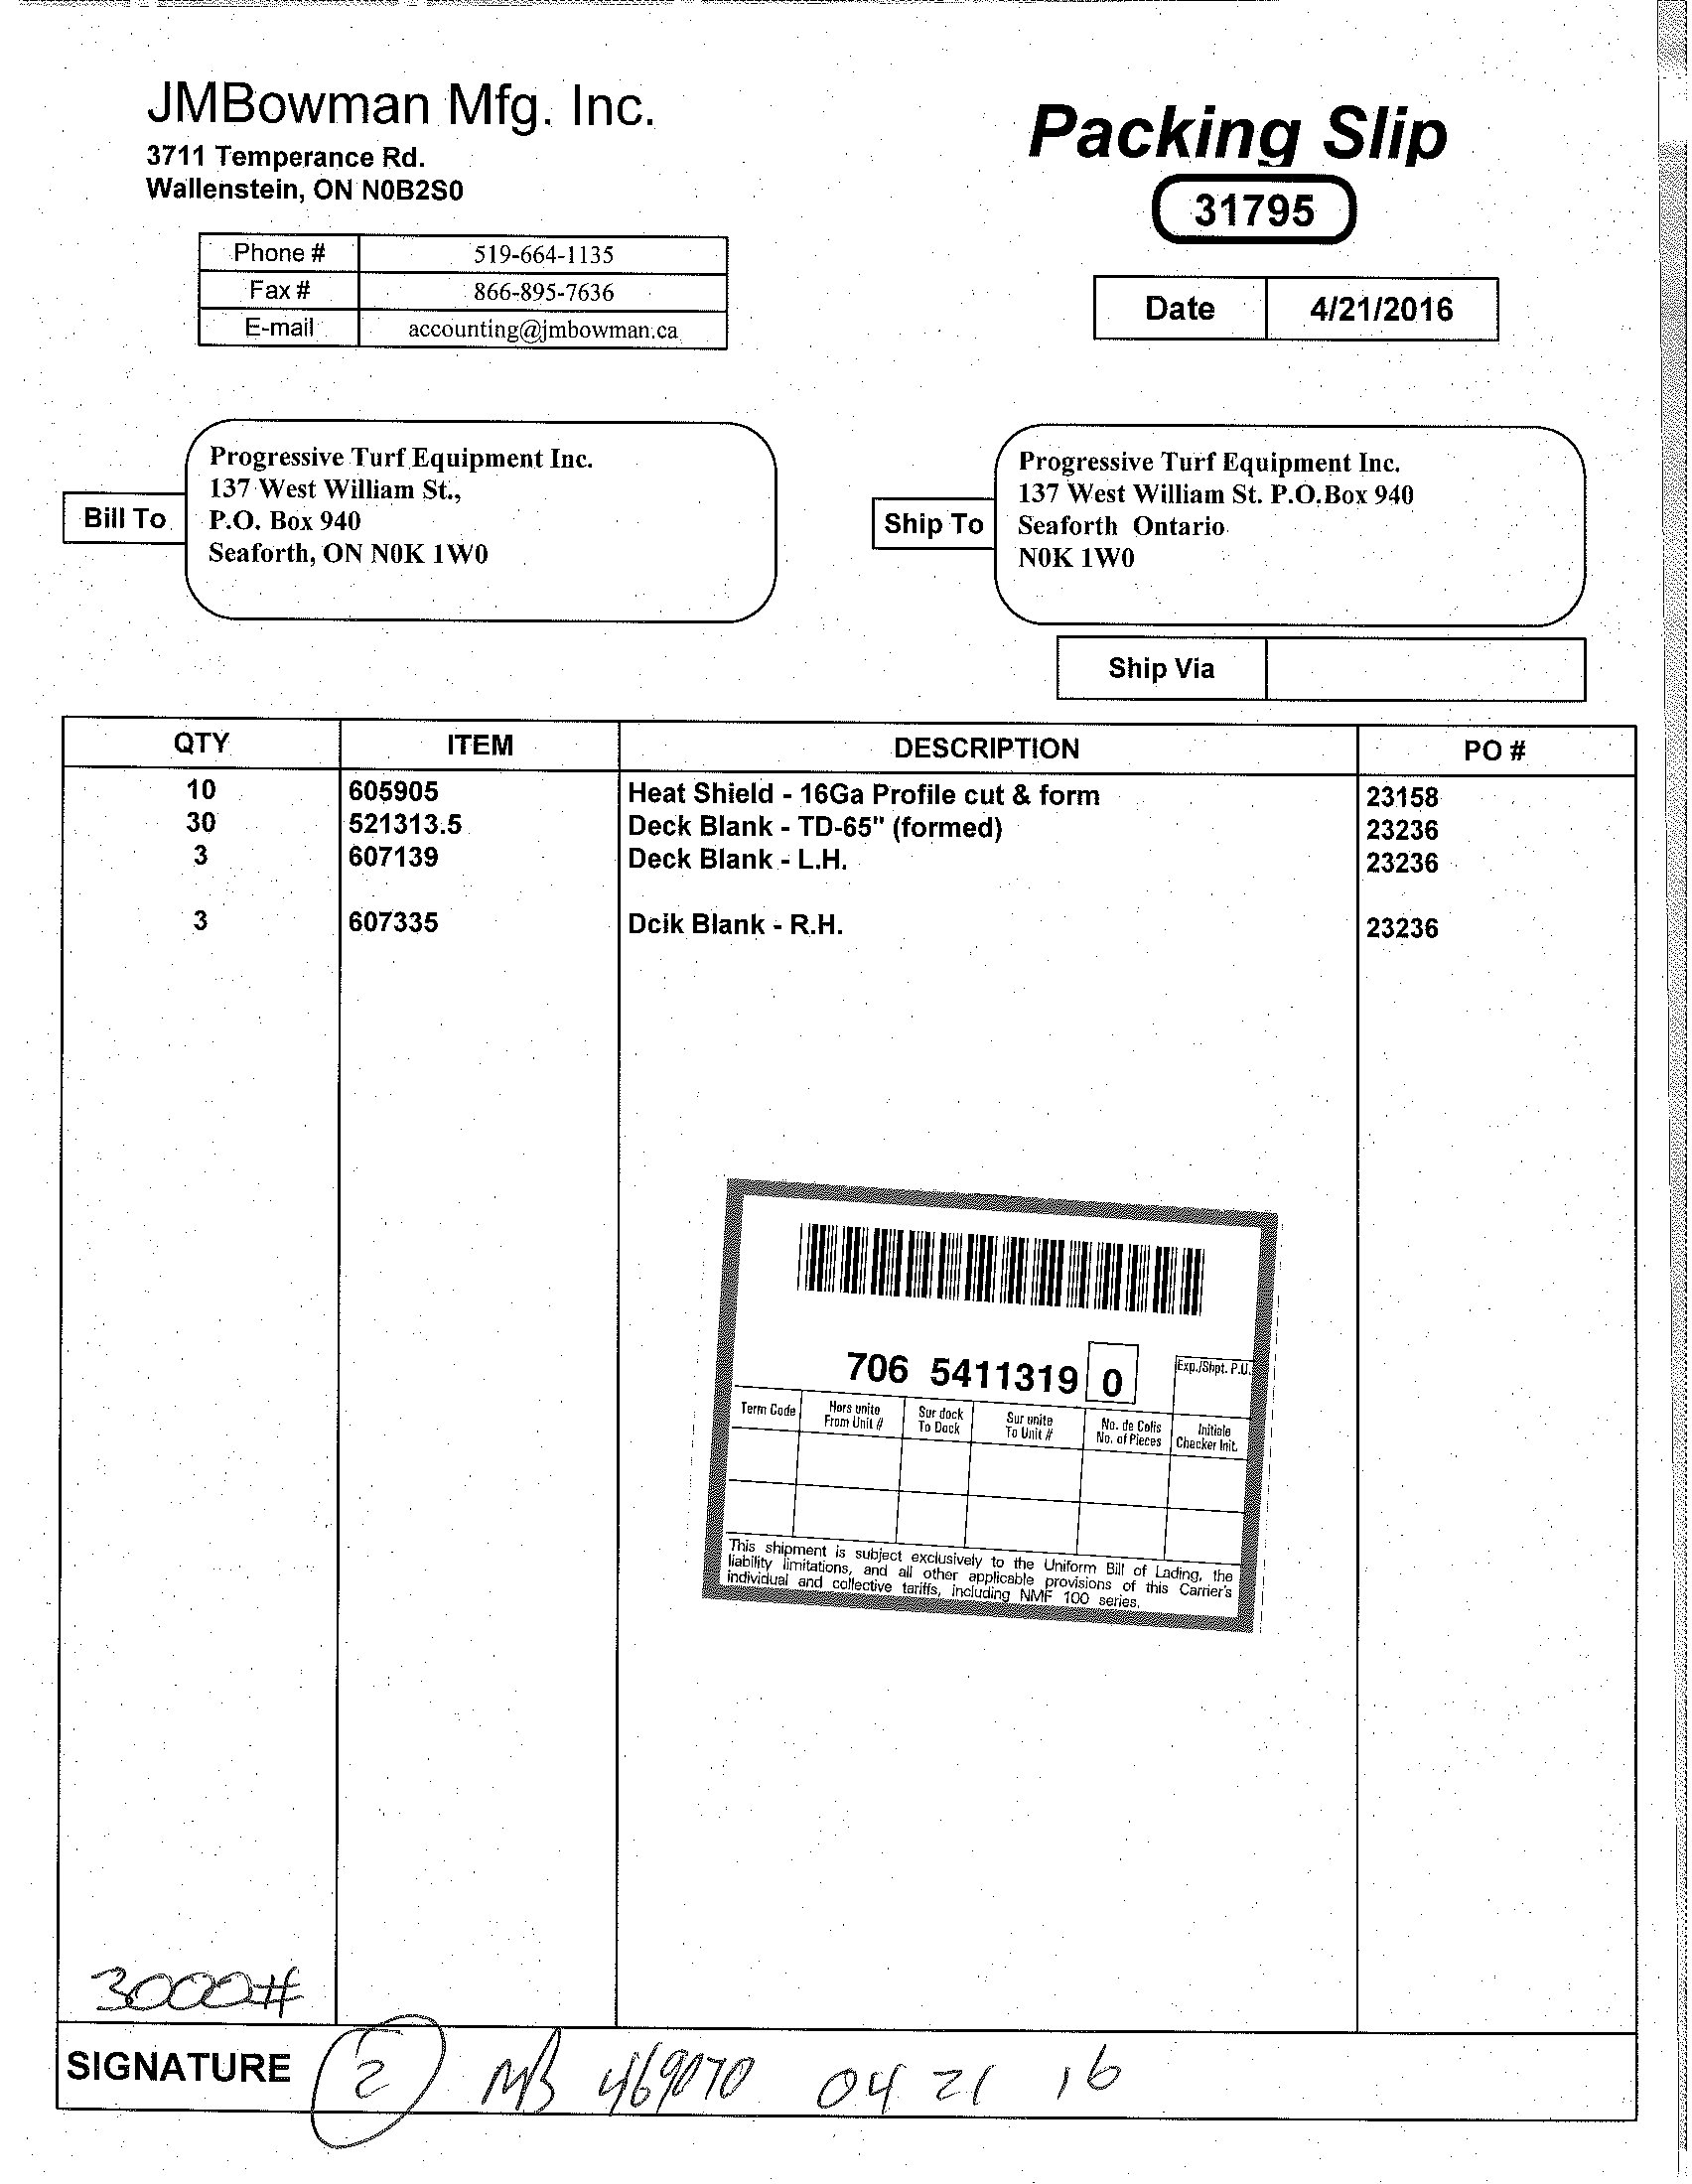 JMBowman Mfg. Inc.
3711 Temperance Rd.
Wallenstein, ON N0B2S0
Phone # 519-664-1135
Fax # 866-895-7636
E-mail accounting@jmbowman.ca
Packing Slip
31795
Date 4/21/2016
Bill To
Progressive Turf Equipment Inc.
137 West William St.,
P.O. Box 940
Seaforth, ON N0K 1W0
Ship To
Progressive Turf Equipment Inc.
137 West William St. P.O.Box 940
Seaforth Ontario
N0K 1W0
Ship Via
QTY ITEM DESCRIPTION PO #
10 605905 Heat Shield - 16Ga Profile cut & form 23158
30 521313.5 Deck Blank - TD-65" (formed) 23236
3 607139 Deck Blank - L.H. 23236
3 607335 Dcik Blank - R.H. 23236
706 5411319 0
Exp./Shpt. P.U.
Term Code
Hors unite
From Unit #
Sur dock
To Dock
Sur unite
To Unit #
No. de Colis
No. of Pieces
Initiale
Checker Init.
This shipment is subject exclusively to the Uniform Bill of Lading, the
liability limitations, and all other applicable provisions of this Carrier's
individual and collective tariffs, including NMF 100 series.
3000#
SIGNATURE 2 MB 469070 04 21 16